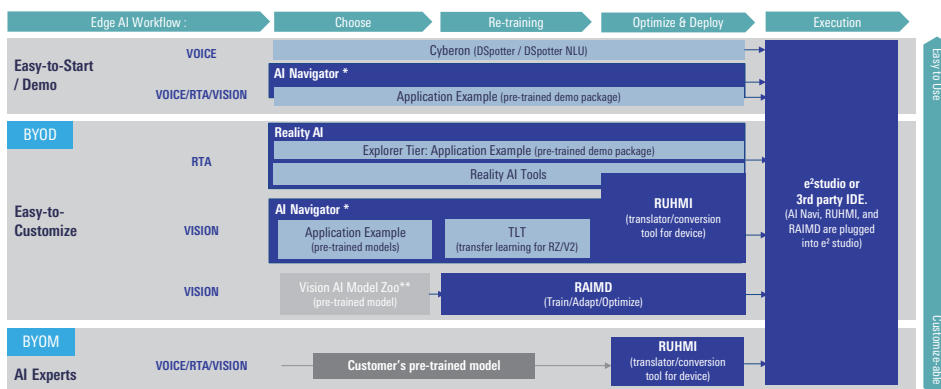 Edge AI Workflow :
Choose
Re-training
Optimize & Deploy
Execution
Easy-to-Start
/ Demo
VOICE
Cyberon (DSpotter / DSpotter NLU)
AI Navigator *
VOICE/RTA/VISION
Application Example (pre-trained demo package)
BYOD
Easy-to-
Customize
RTA
Reality AI
Explorer Tier: Application Example (pre-trained demo package)
Reality AI Tools
VISION
AI Navigator *
Application Example
(pre-trained models)
TLT
(transfer learning for RZ/V2)
RUHMI
(translator/conversion
tool for device)
VISION
Vision AI Model Zoo**
(pre-trained model)
RAIMD
(Train/Adapt/Optimize)
BYOM
AI Experts
VOICE/RTA/VISION
Customer's pre-trained model
RUHMI
(translator/conversion
tool for device)
e²studio or
3rd party IDE.
(AI Navi, RUHMI, and
RAIMD are plugged
into e² studio)
Easy to Use
Customize-able